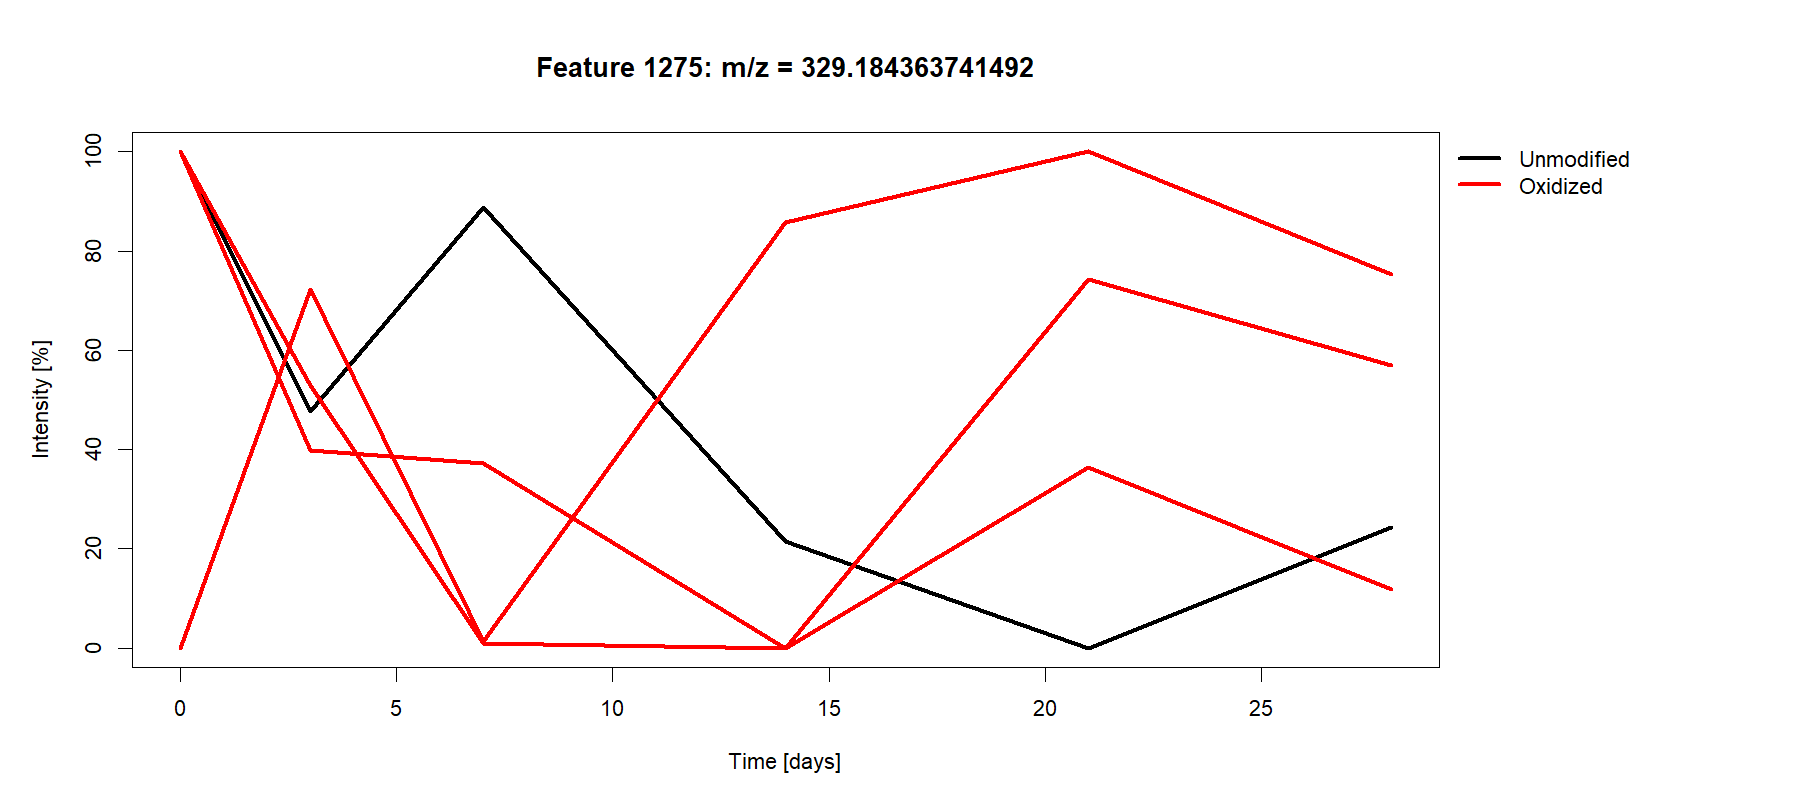 Feature 1275: m/z = 329.184363741492
Unmodified
Oxidized
100
80
60
40
20
0
Intensity [%]
0 5 10 15 20 25
Time [days]